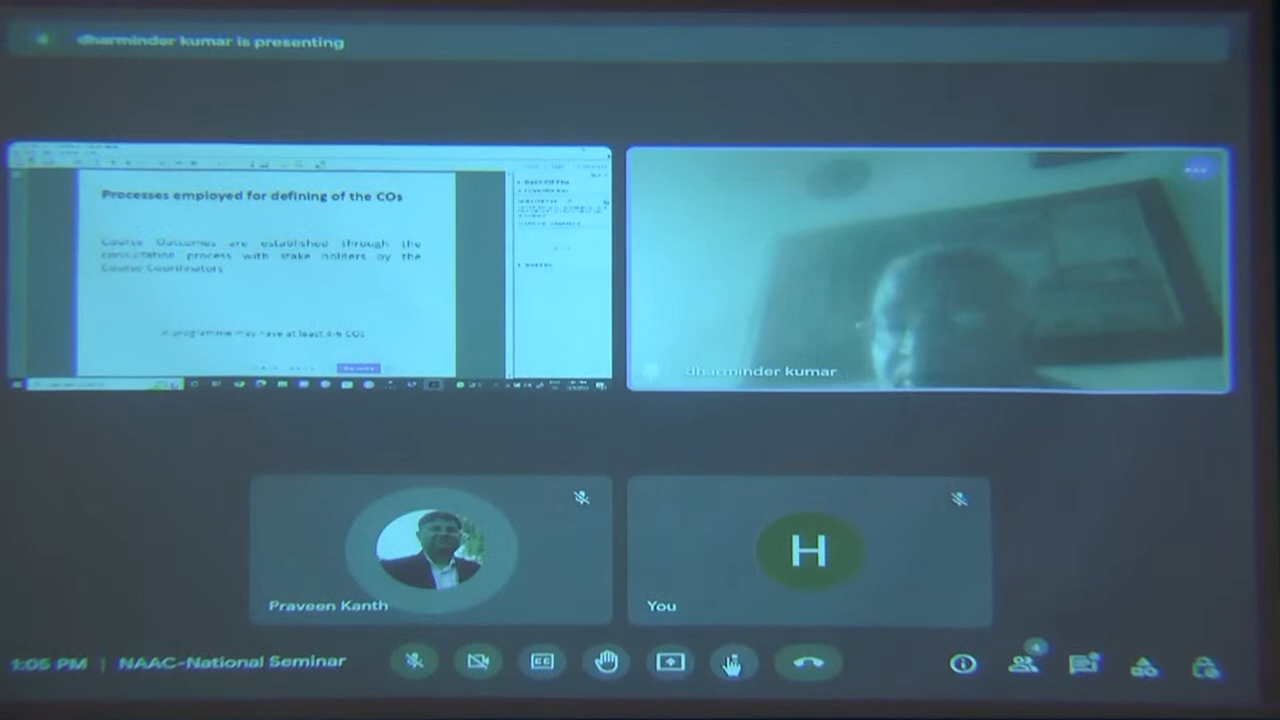 dharminder kumar is presenting
Processes employed for defining of the COs
Course Outcomes are established through the
consultation process with stake holders by the
Course Coordinators
A programme may have at least 4-6 COs
dharminder kumar
Praveen Kanth
H
You
1:05 PM | NAAC-National Seminar
CC
4